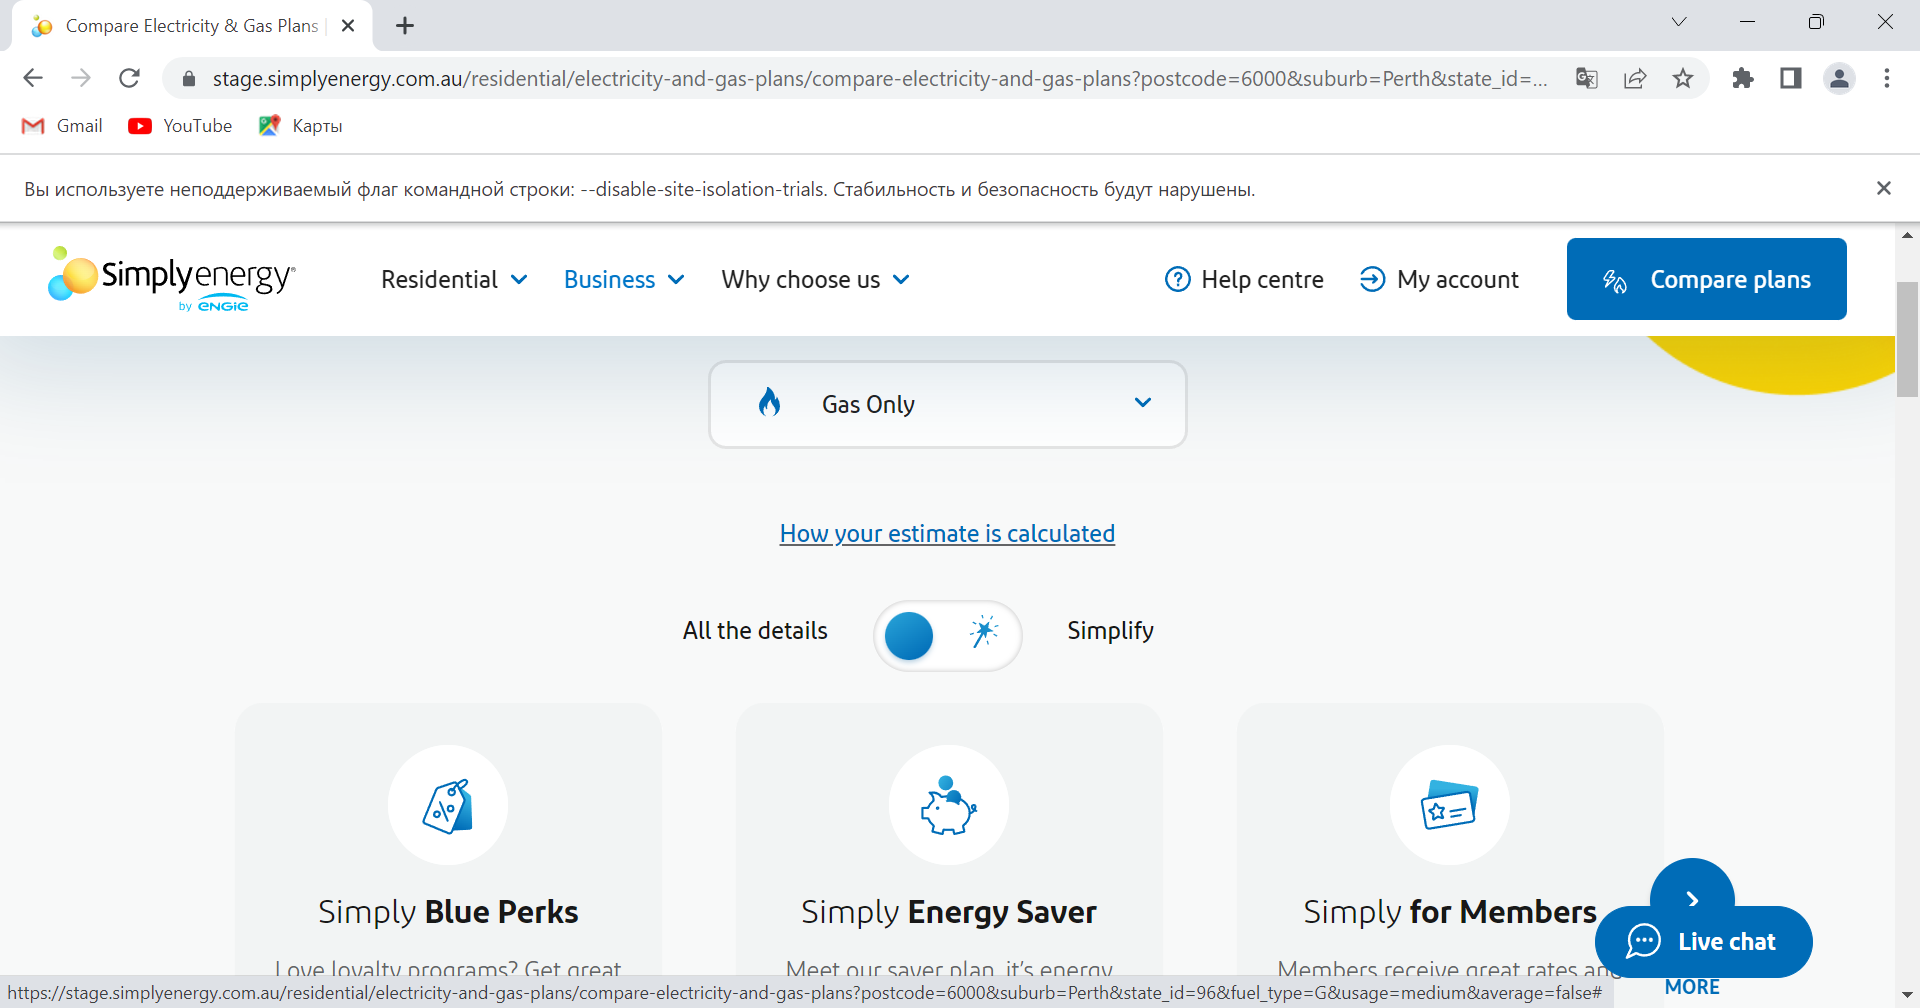 Compare Electricity & Gas Plans
stage.simplyenergy.com.au/residential/electricity-and-gas-plans/compare-electricity-and-gas-plans?postcode=6000&suburb=Perth&state_id=...
Gmail YouTube Карты
Вы используете неподдерживаемый флаг командной строки: --disable-site-isolation-trials. Стабильность и безопасность будут нарушены.
Simplyenergy®
by ENGIE
Residential Business Why choose us Help centre My account Compare plans
Gas Only
How your estimate is calculated
All the details Simplify
Simply Blue Perks Simply Energy Saver Simply for Members
Love loyalty programs? Get great Meet our saver plan, it's energy Members receive great rates and
Live chat
MORE
https://stage.simplyenergy.com.au/residential/electricity-and-gas-plans/compare-electricity-and-gas-plans?postcode=6000&suburb=Perth&state_id=96&fuel_type=G&usage=medium&average=false#